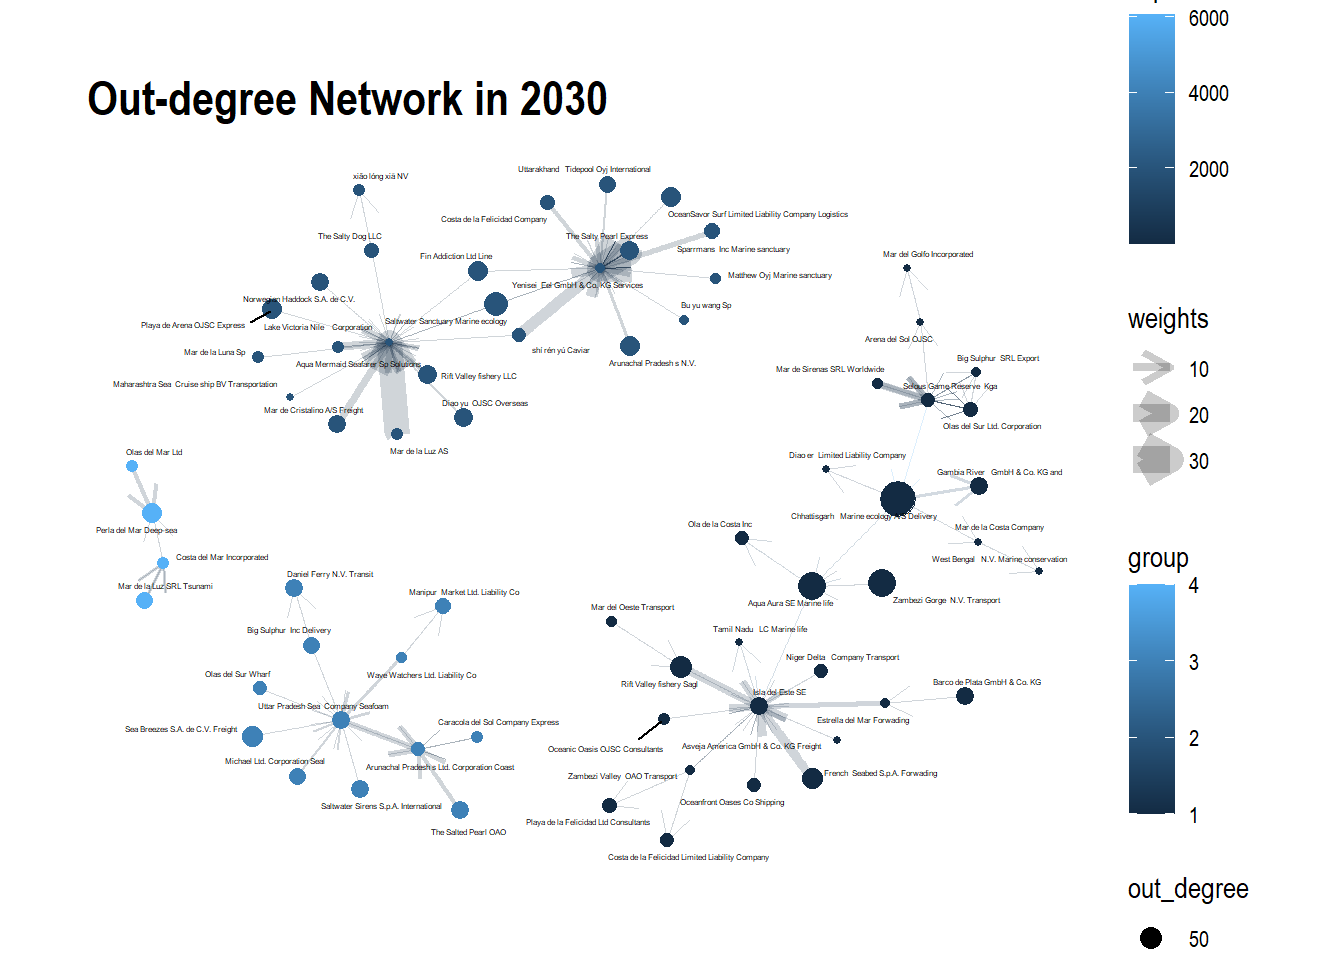 6000
Out-degree Network in 2030
4000
2000
xiāo lóng xiā NV
Uttarakhand Tidepool Oyj International
Costa de la Felicidad Company
OceanSavor Surf Limited Liability Company Logistics
The Salty Dog LLC
The Salty Pearl Express
Fin Addiction Ltd Line
Sparrmans Inc Marine sanctuary
Mar del Golfo Incorporated
Matthew Oyj Marine sanctuary
Yenisei Eel GmbH & Co. KG Services
Norwegian Haddock S.A. de C.V.
Bu yu wang Sp
Playa de Arena OJSC Express
Lake Victoria Nile Corporation
Saltwater Sanctuary Marine ecology
weights
Arena del Sol OJSC
Mar de la Luna Sp
shí rén yú Caviar
Big Sulphur SRL Export
Aqua Mermaid Seafarer Sp Solutions
Arunachal Pradesh s N.V.
Mar de Sirenas SRL Worldwide
10
Rift Valley fishery LLC
Maharashtra Sea Cruise ship BV Transportation
Selous Game Reserve Kga
Diao yu OJSC Overseas
Mar de Cristalino A/S Freight
20
Olas del Sur Ltd. Corporation
Mar de la Luz AS
Olas del Mar Ltd
Diao er Limited Liability Company
30
Gambia River GmbH & Co. KG and
Chhattisgarh Marine ecology A/S Delivery
Perla del Mar Deep-sea
Ola de la Costa Inc
Mar de la Costa Company
Costa del Mar Incorporated
West Bengal N.V. Marine conservation
group
Daniel Ferry N.V. Transit
Mar de la Luz SRL Tsunami
4
Manipur Market Ltd. Liability Co
Aqua Aura SE Marine life
Zambezi Gorge N.V. Transport
Mar del Oeste Transport
Big Sulphur Inc Delivery
Tamil Nadu LC Marine life
Niger Delta Company Transport
3
Olas del Sur Wharf
Wave Watchers Ltd. Liability Co
Rift Valley fishery Sagl
Barco de Plata GmbH & Co. KG
Isla del Este SE
Uttar Pradesh Sea Company Seafoam
Caracola del Sol Company Express
Estrella del Mar Forwading
Sea Breezes S.A. de C.V. Freight
2
Oceanic Oasis OJSC Consultants
Asveja America GmbH & Co. KG Freight
Michael Ltd. Corporation Seal
Arunachal Pradesh s Ltd. Corporation Coast
Zambezi Valley OAO Transport
French Seabed S.p.A. Forwading
Saltwater Sirens S.p.A. International
Oceanfront Oases Co Shipping
1
Playa de la Felicidad Ltd Consultants
The Salted Pearl OAO
Costa de la Felicidad Limited Liability Company
out_degree
50